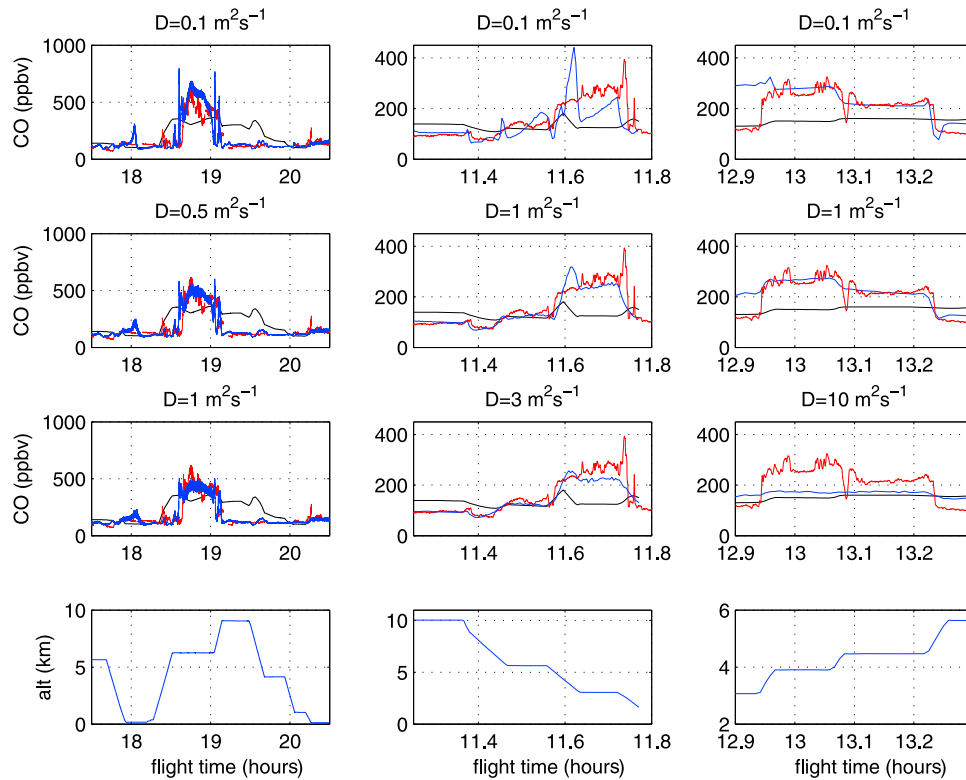 D=0.1 m²s⁻¹ D=0.1 m²s⁻¹ D=0.1 m²s⁻¹
CO (ppbv)
1000
500
0
18 19 20
400
200
0
11.4 11.6 11.8
400
200
0
12.9 13 13.1 13.2
D=0.5 m²s⁻¹ D=1 m²s⁻¹ D=1 m²s⁻¹
CO (ppbv)
1000
500
0
18 19 20
400
200
0
11.4 11.6 11.8
400
200
0
12.9 13 13.1 13.2
D=1 m²s⁻¹ D=3 m²s⁻¹ D=10 m²s⁻¹
CO (ppbv)
1000
500
0
18 19 20
400
200
0
11.4 11.6 11.8
400
200
0
12.9 13 13.1 13.2
alt (km)
10
5
0
18 19 20
flight time (hours)
10
5
0
11.4 11.6 11.8
flight time (hours)
6
4
2
12.9 13 13.1 13.2
flight time (hours)